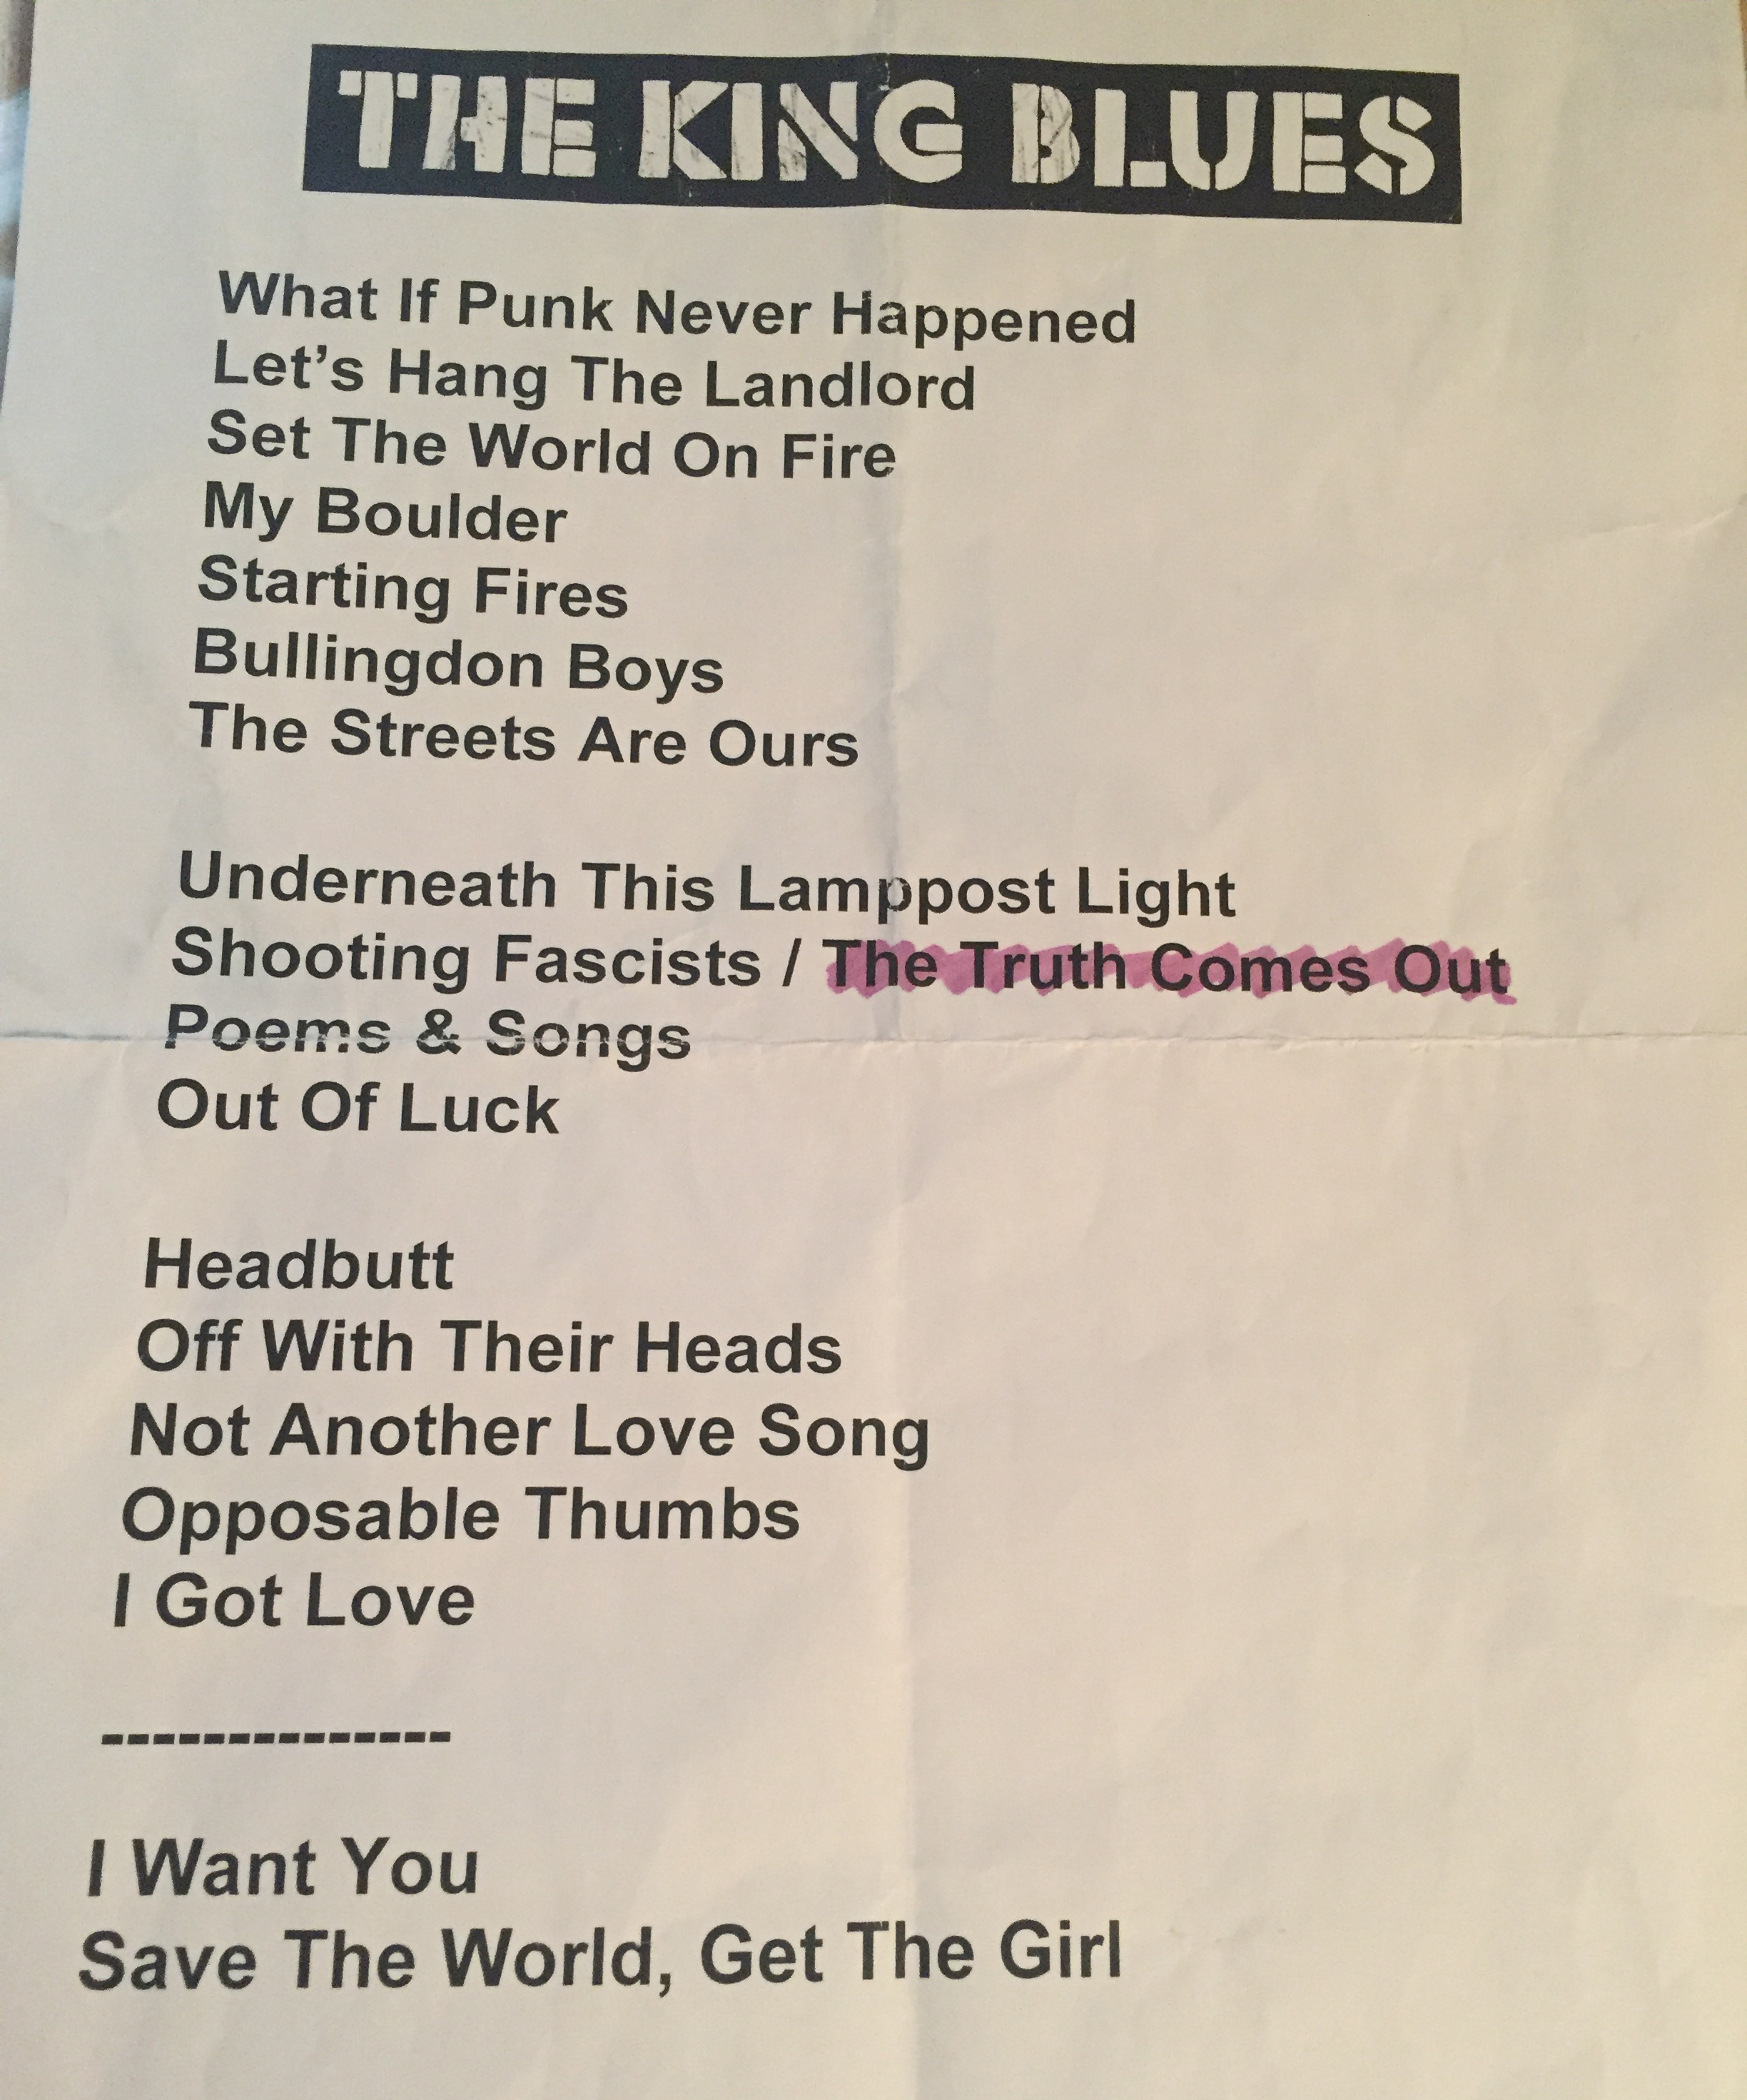 THE KING BLUES
What If Punk Never Happened
Let's Hang The Landlord
Set The World On Fire
My Boulder
Starting Fires
Bullingdon Boys
The Streets Are Ours
Underneath This Lamppost Light
Shooting Fascists / The Truth Comes Out
Poems & Songs
Out Of Luck
Headbutt
Off With Their Heads
Not Another Love Song
Opposable Thumbs
I Got Love
--------------
I Want You
Save The World, Get The Girl